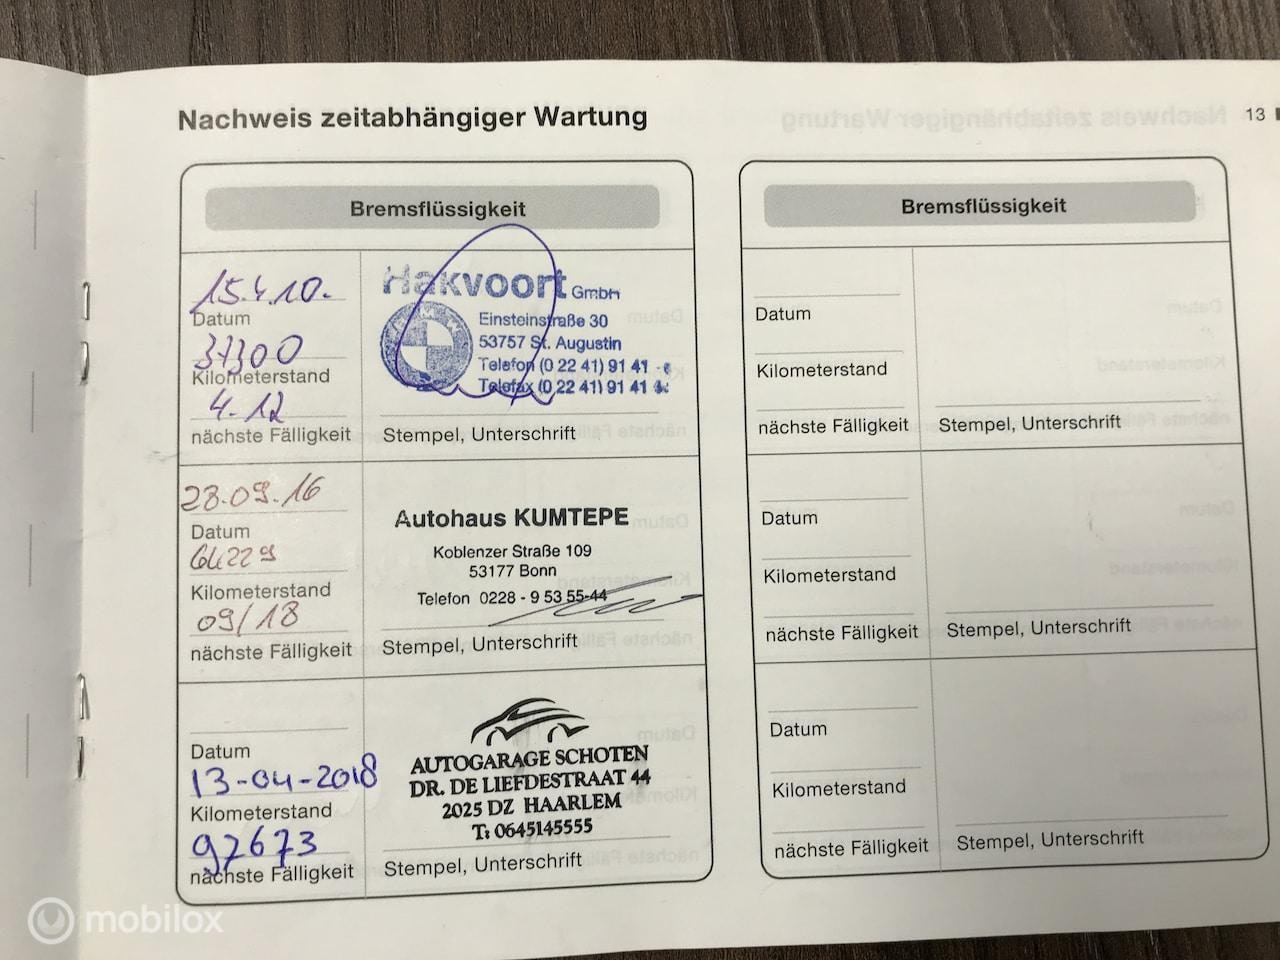 Nachweis zeitabhängiger Wartung
13
Bremsflüssigkeit
15.4.10.
Datum
37300
Kilometerstand
4.12
nächste Fälligkeit
Hakvoort GmbH
Einsteinstraße 30
53757 St. Augustin
Telefon (0 22 41) 91 41
Telefax (0 22 41) 91 41
Stempel, Unterschrift
28.09.16
Datum
64229
Kilometerstand
09/18
nächste Fälligkeit
Autohaus KUMTEPE
Koblenzer Straße 109
53177 Bonn
Telefon 0228 - 9 53 55-44
Stempel, Unterschrift
Datum
13-04-2018
Kilometerstand
97673
nächste Fälligkeit
AUTOGARAGE SCHOTEN
DR. DE LIEFDESTRAAT 44
2025 DZ HAARLEM
T: 0645145555
Stempel, Unterschrift
Bremsflüssigkeit
Datum
Kilometerstand
nächste Fälligkeit
Stempel, Unterschrift
Datum
Kilometerstand
nächste Fälligkeit
Stempel, Unterschrift
Datum
Kilometerstand
nächste Fälligkeit
Stempel, Unterschrift
mobilox